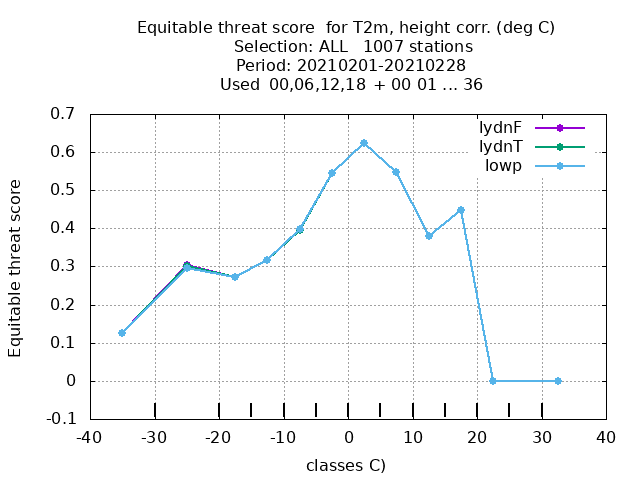 Equitable threat score  for T2m, height corr. (deg C)
Selection: ALL   1007 stations
Period: 20210201-20210228
Used  00,06,12,18  + 00 01 ... 36
lydnF
lydnT
lowp
Equitable threat score
0.7
0.6
0.5
0.4
0.3
0.2
0.1
0
-0.1
-40 -30 -20 -10 0 10 20 30 40
classes C)